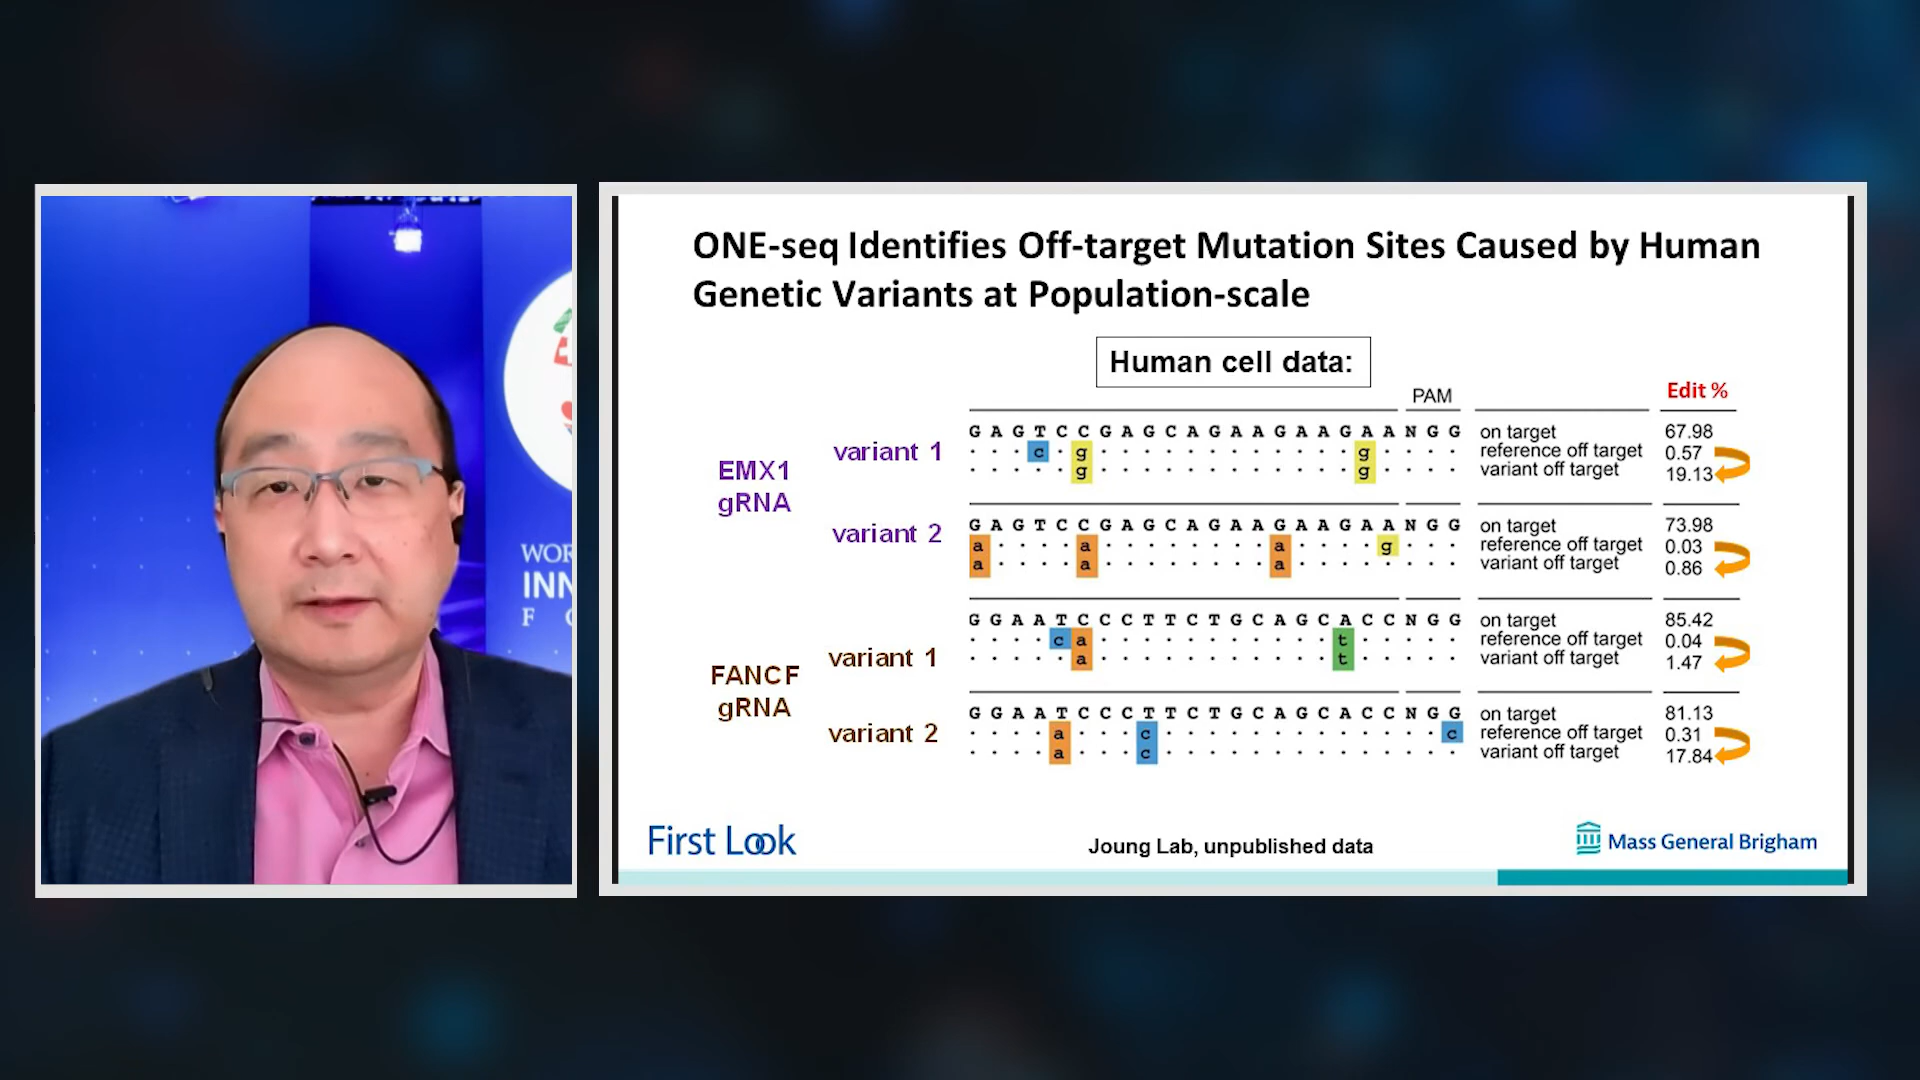 WOR
INN
F
ONE-seq Identifies Off-target Mutation Sites Caused by Human
Genetic Variants at Population-scale
Human cell data:
PAM
Edit %
EMX1
gRNA
variant 1
G A G T C C G A G C A G A A G A A G A A N G G on target 67.98
· · · c · g · · · · · · · · · · · · g · · · · reference off target 0.57
· · · · · g · · · · · · · · · · · · g · · · · variant off target 19.13
variant 2
G A G T C C G A G C A G A A G A A G A A N G G on target 73.98
a · · · · a · · · · · · · · a · · · · g · · · reference off target 0.03
a · · · · a · · · · · · · · a · · · · · · · · variant off target 0.86
FANCF
gRNA
variant 1
G G A A T C C C T T C T G C A G C A C C N G G on target 85.42
· · · · c a · · · · · · · · · · · t · · · · · reference off target 0.04
· · · · · a · · · · · · · · · · · t · · · · · variant off target 1.47
variant 2
G G A A T C C C T T C T G C A G C A C C N G G on target 81.13
· · · · a · · · c · · · · · · · · · · · · · c reference off target 0.31
· · · · a · · · c · · · · · · · · · · · · · · variant off target 17.84
First Look
Joung Lab, unpublished data
Mass General Brigham